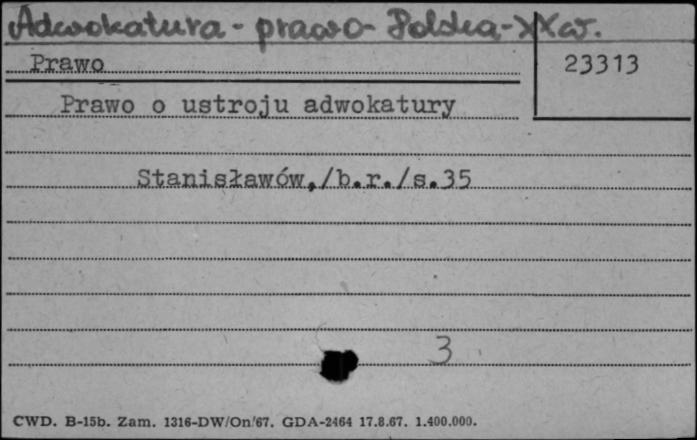 Adwokatura - prawo - Polska - XX w.
Prawo
23313
Prawo o ustroju adwokatury
Stanisławów,/b.r./s.35
3
CWD. B-15b. Zam. 1316-DW/On/67. GDA-2464 17.8.67. 1.400.000.